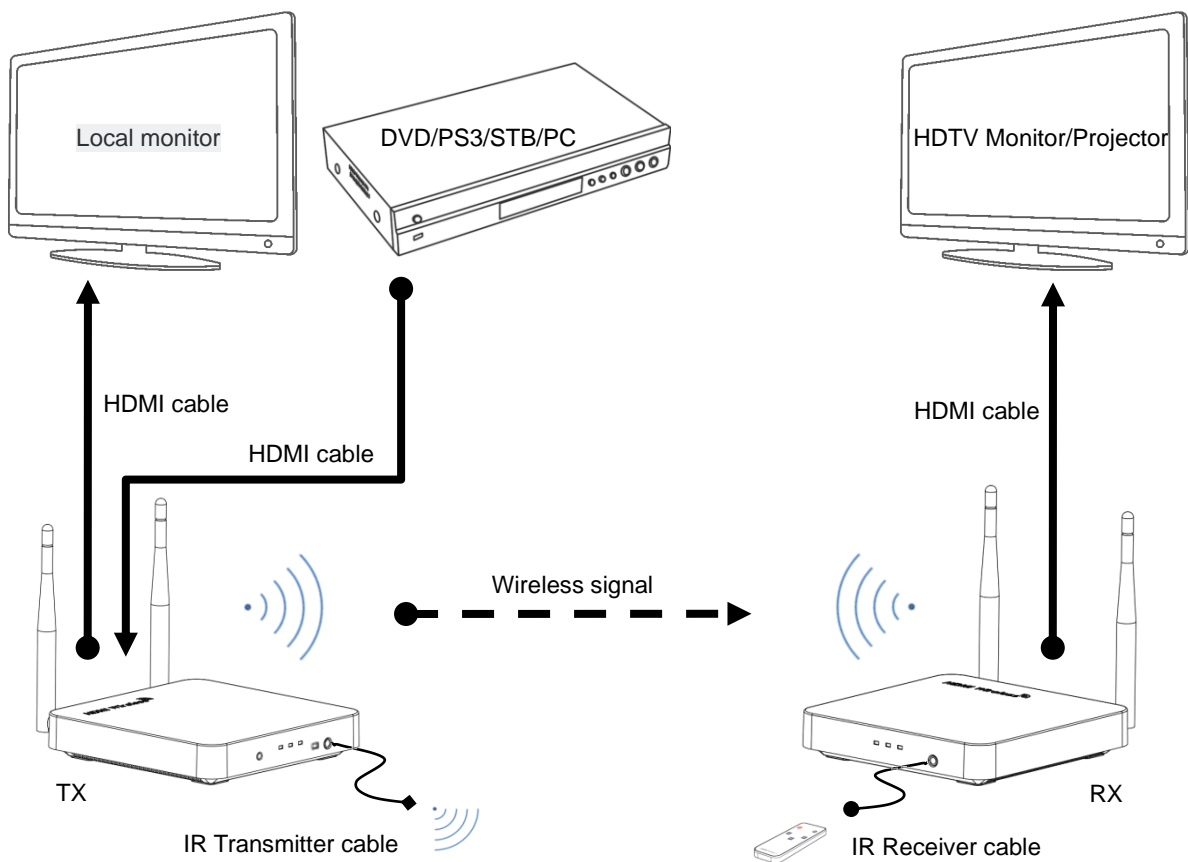 Local monitor
DVD/PS3/STB/PC
HDTV Monitor/Projector
HDMI cable
HDMI cable
HDMI cable
Wireless signal
TX
RX
IR Transmitter cable
IR Receiver cable